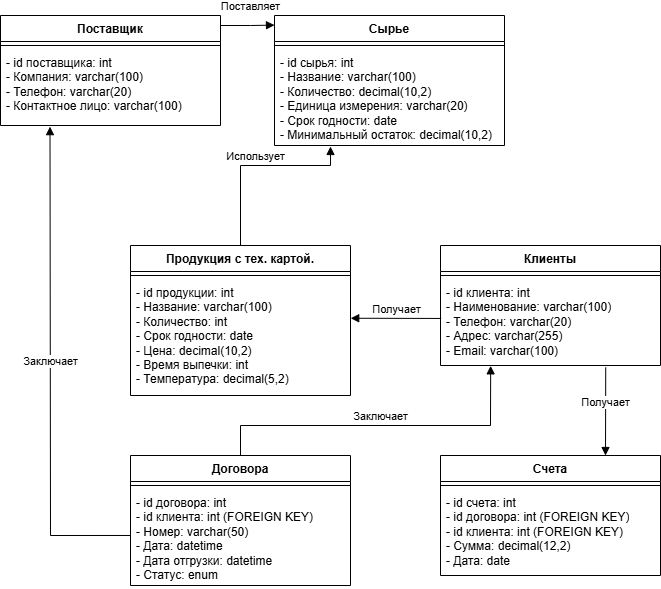 Поставляет
Поставщик
- id поставщика: int
- Компания: varchar(100)
- Телефон: varchar(20)
- Контактное лицо: varchar(100)
Сырье
- id сырья: int
- Название: varchar(100)
- Количество: decimal(10,2)
- Единица измерения: varchar(20)
- Срок годности: date
- Минимальный остаток: decimal(10,2)
Использует
Продукция с тех. картой.
- id продукции: int
- Название: varchar(100)
- Количество: int
- Срок годности: date
- Цена: decimal(10,2)
- Время выпечки: int
- Температура: decimal(5,2)
Получает
Клиенты
- id клиента: int
- Наименование: varchar(100)
- Телефон: varchar(20)
- Адрес: varchar(255)
- Email: varchar(100)
Заключает
Заключает
Получает
Договора
- id договора: int
- id клиента: int (FOREIGN KEY)
- Номер: varchar(50)
- Дата: datetime
- Дата отгрузки: datetime
- Статус: enum
Счета
- id счета: int
- id договора: int (FOREIGN KEY)
- id клиента: int (FOREIGN KEY)
- Сумма: decimal(12,2)
- Дата: date